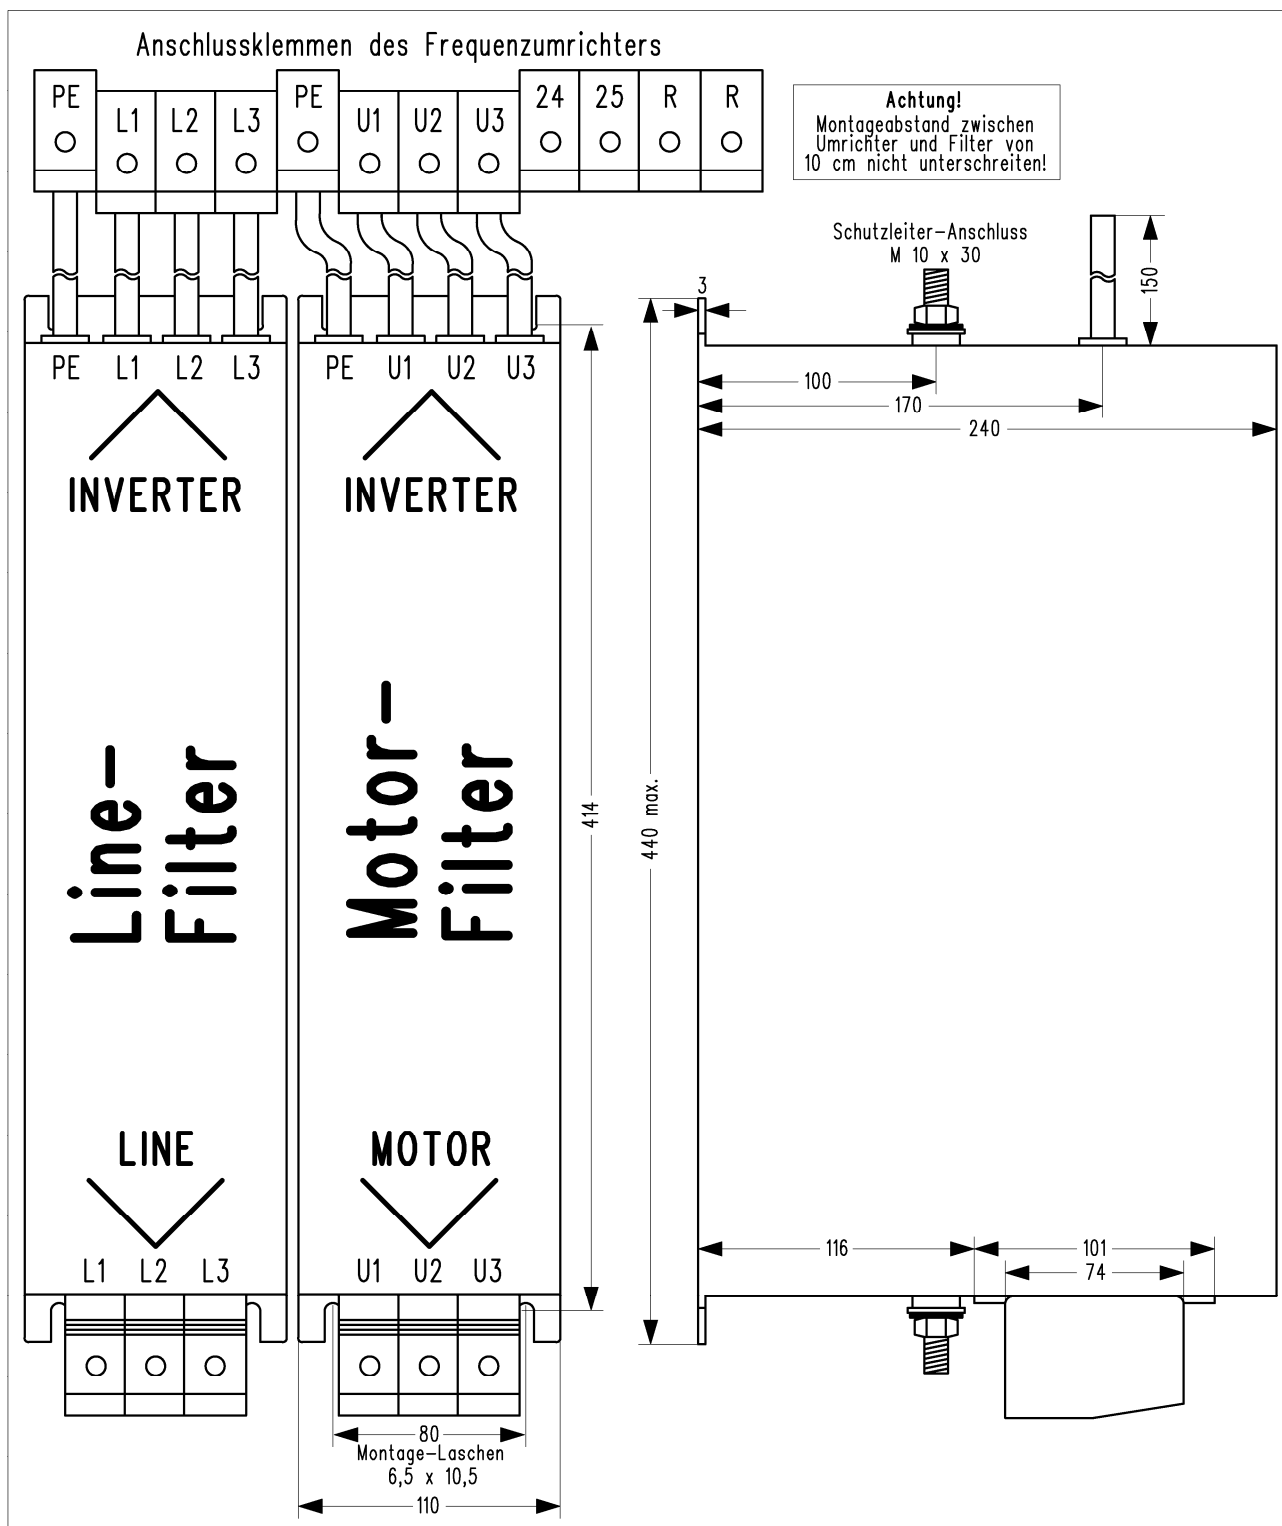 Anschlussklemmen des Frequenzumrichters
PE L1 L2 L3 PE U1 U2 U3 24 25 R R
Achtung!
Montageabstand zwischen
Umrichter und Filter von
10 cm nicht unterschreiten!
Schutzleiter-Anschluss
M 10 x 30
150
3
PE L1 L2 L3
PE U1 U2 U3
100
170
240
INVERTER
INVERTER
Line-
Filter
Motor-
Filter
414
440 max.
LINE
MOTOR
L1 L2 L3
U1 U2 U3
116
101
74
80
Montage-Laschen
6,5 x 10,5
110